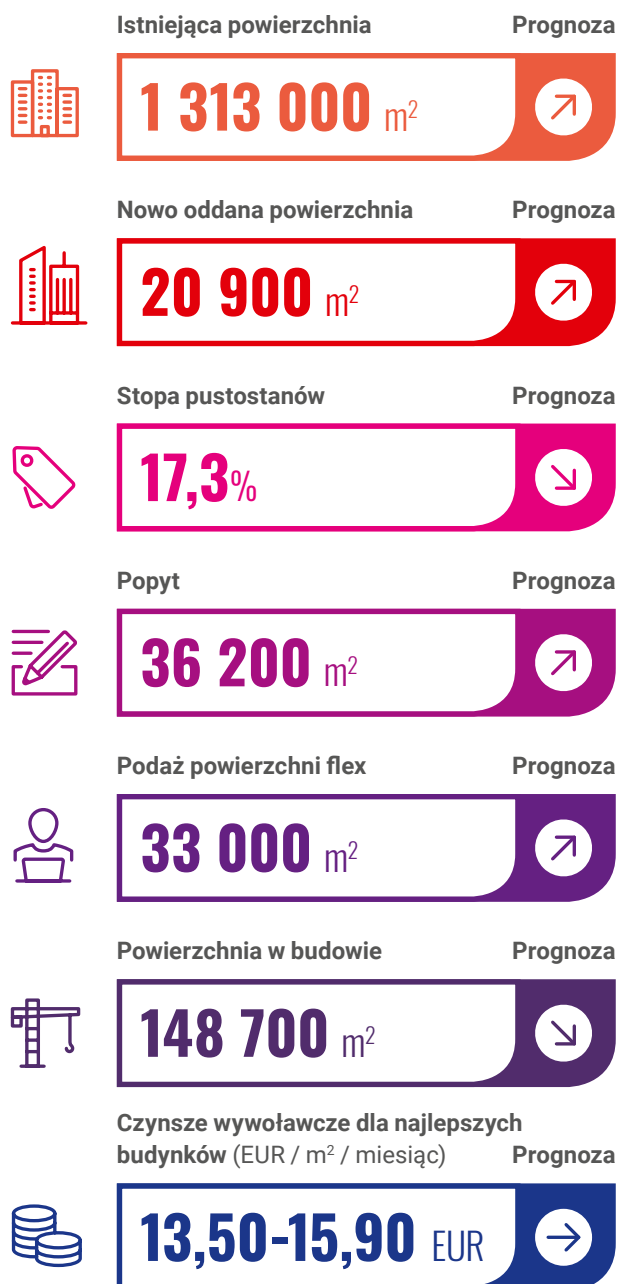 Istniejąca powierzchnia Prognoza
1 313 000 m²
Nowo oddana powierzchnia Prognoza
20 900 m²
Stopa pustostanów Prognoza
17,3%
Popyt Prognoza
36 200 m²
Podaż powierzchni flex Prognoza
33 000 m²
Powierzchnia w budowie Prognoza
148 700 m²
Czynsze wywoławcze dla najlepszych
budynków (EUR / m² / miesiąc) Prognoza
13,50-15,90 EUR